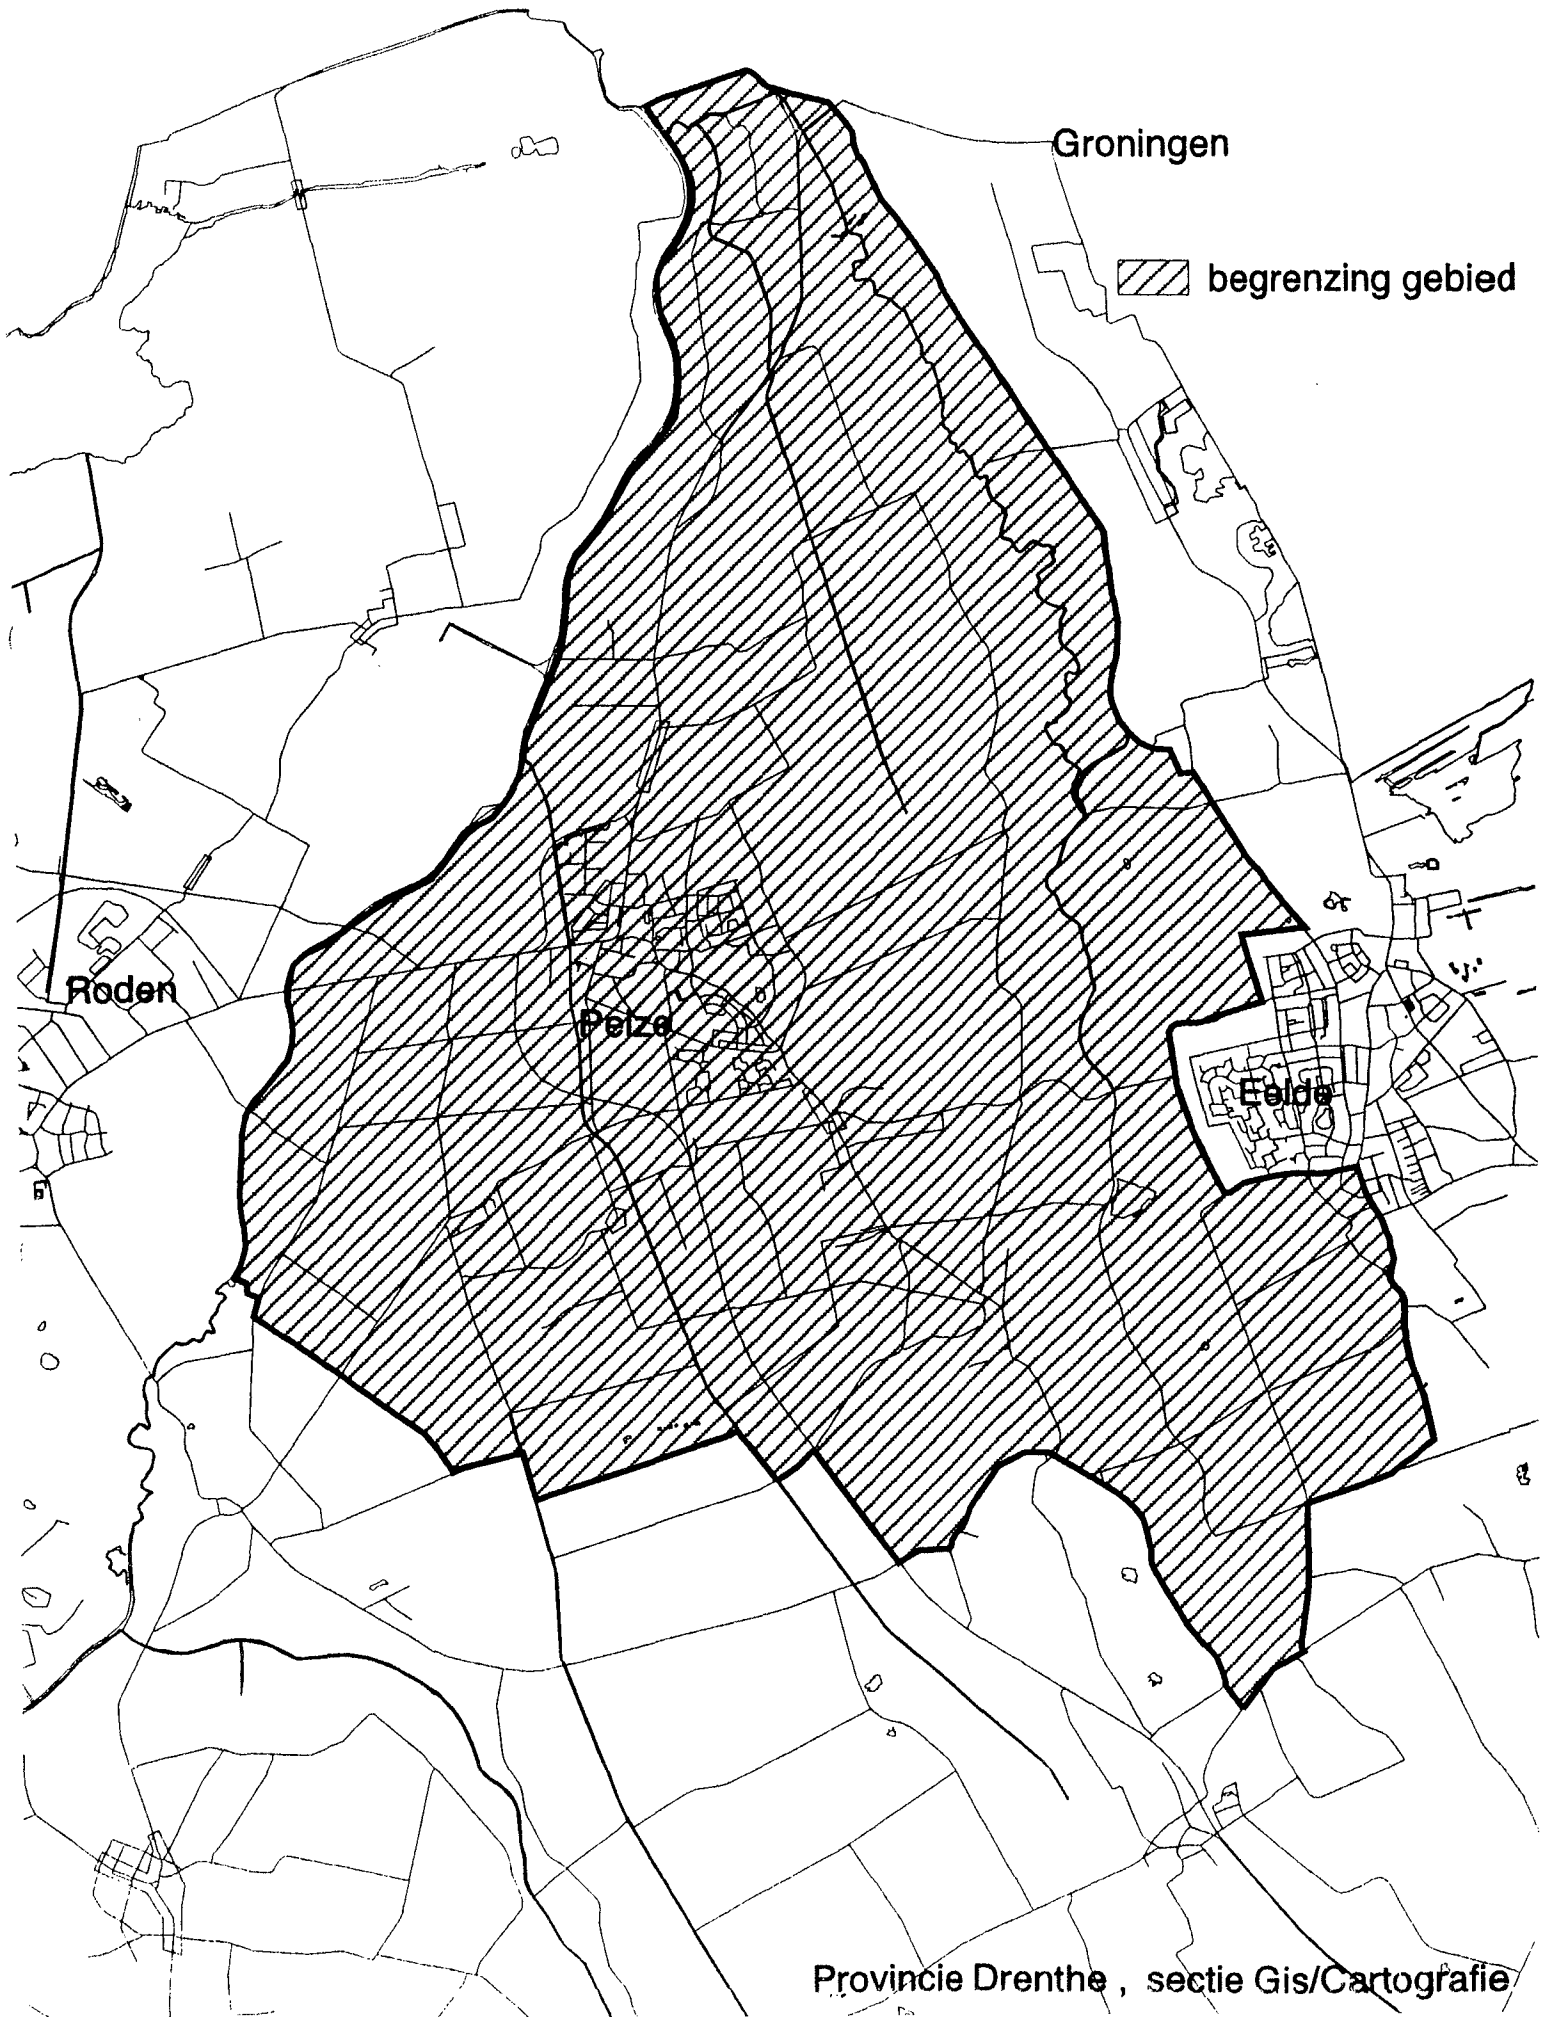 Groningen
begrenzing gebied
Roden
Peize
Eelde
Provincie Drenthe , sectie Gis/Cartografie